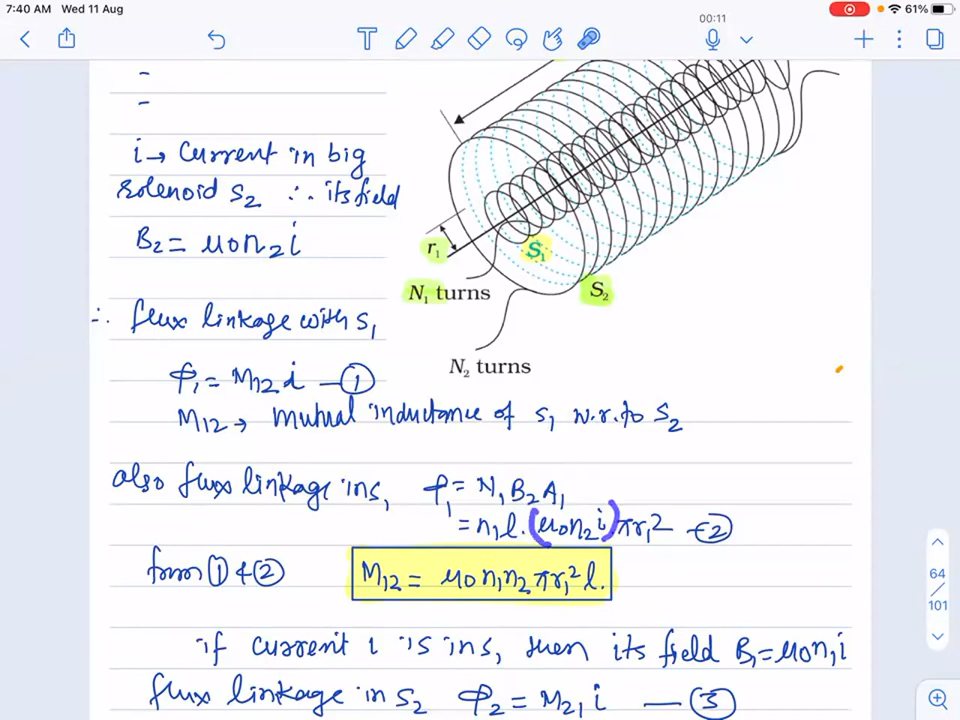 7:40 AM Wed 11 Aug
61%
00:11
T
i → Current in big
solenoid S2 ∴ its field
B2 = μ0n2i
r1
S1
N1 turns
S2
∴ flux linkage with S1
N2 turns
φ1 = M12 i —①
M12 → mutual inductance of S1 w.r.to S2
also flux linkage in S1 φ1 = N1B2A1
= n1l.(μ0n2i)πr1² —②
from ① & ② M12 = μ0n1n2πr1²l.
64
/
101
if current i is in S1 then its field B1 = μ0n1i
flux linkage in S2 φ2 = M21 i —③